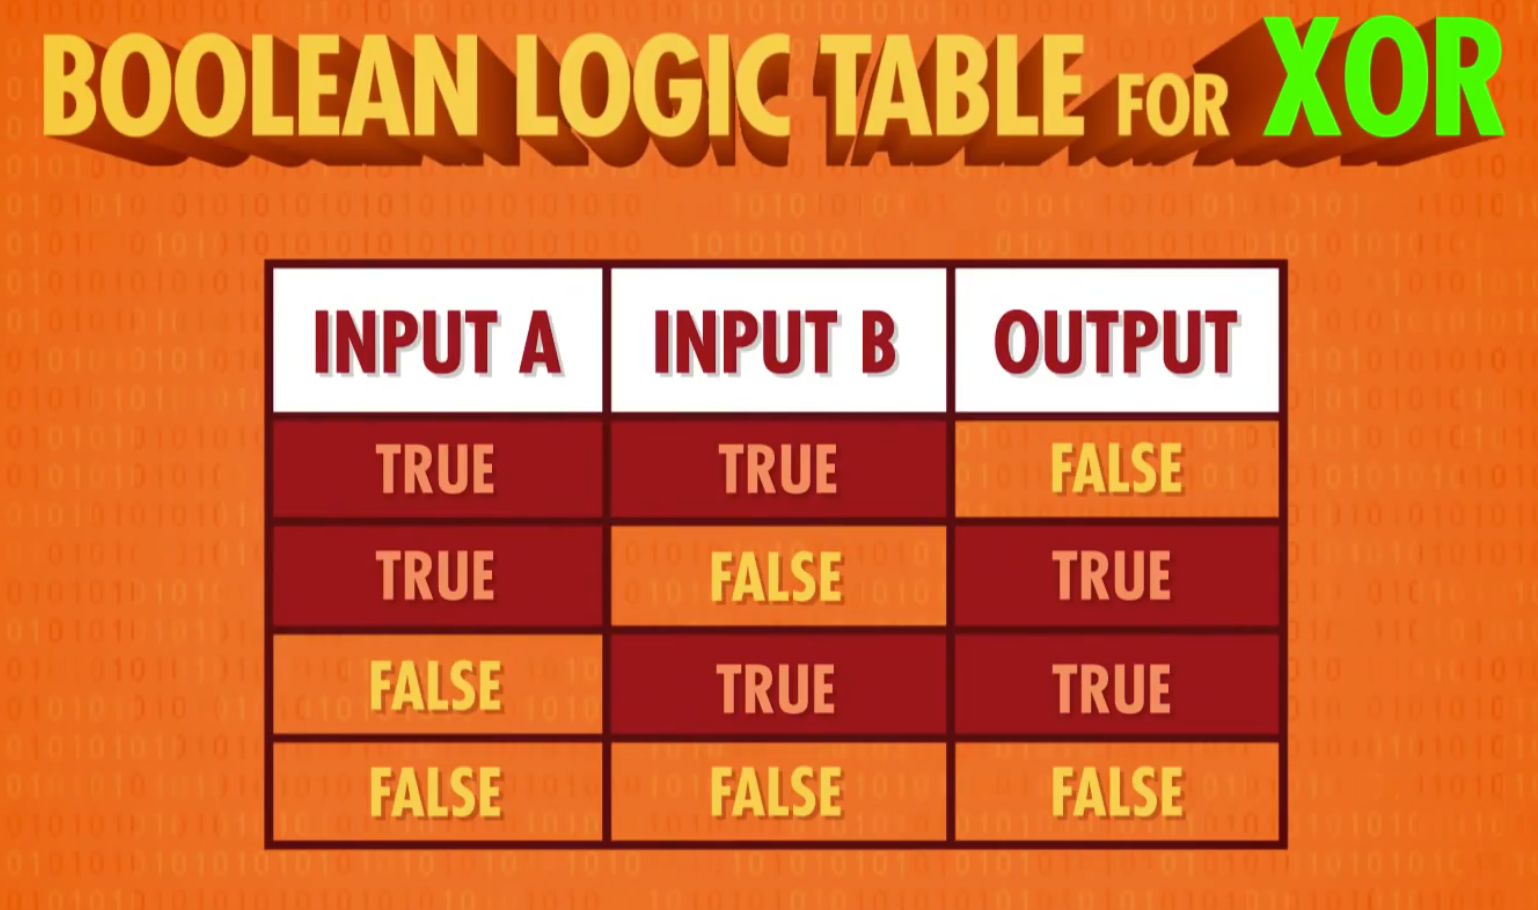 BOOLEAN LOGIC TABLE FOR XOR
INPUT A INPUT B OUTPUT
TRUE TRUE FALSE
TRUE FALSE TRUE
FALSE TRUE TRUE
FALSE FALSE FALSE